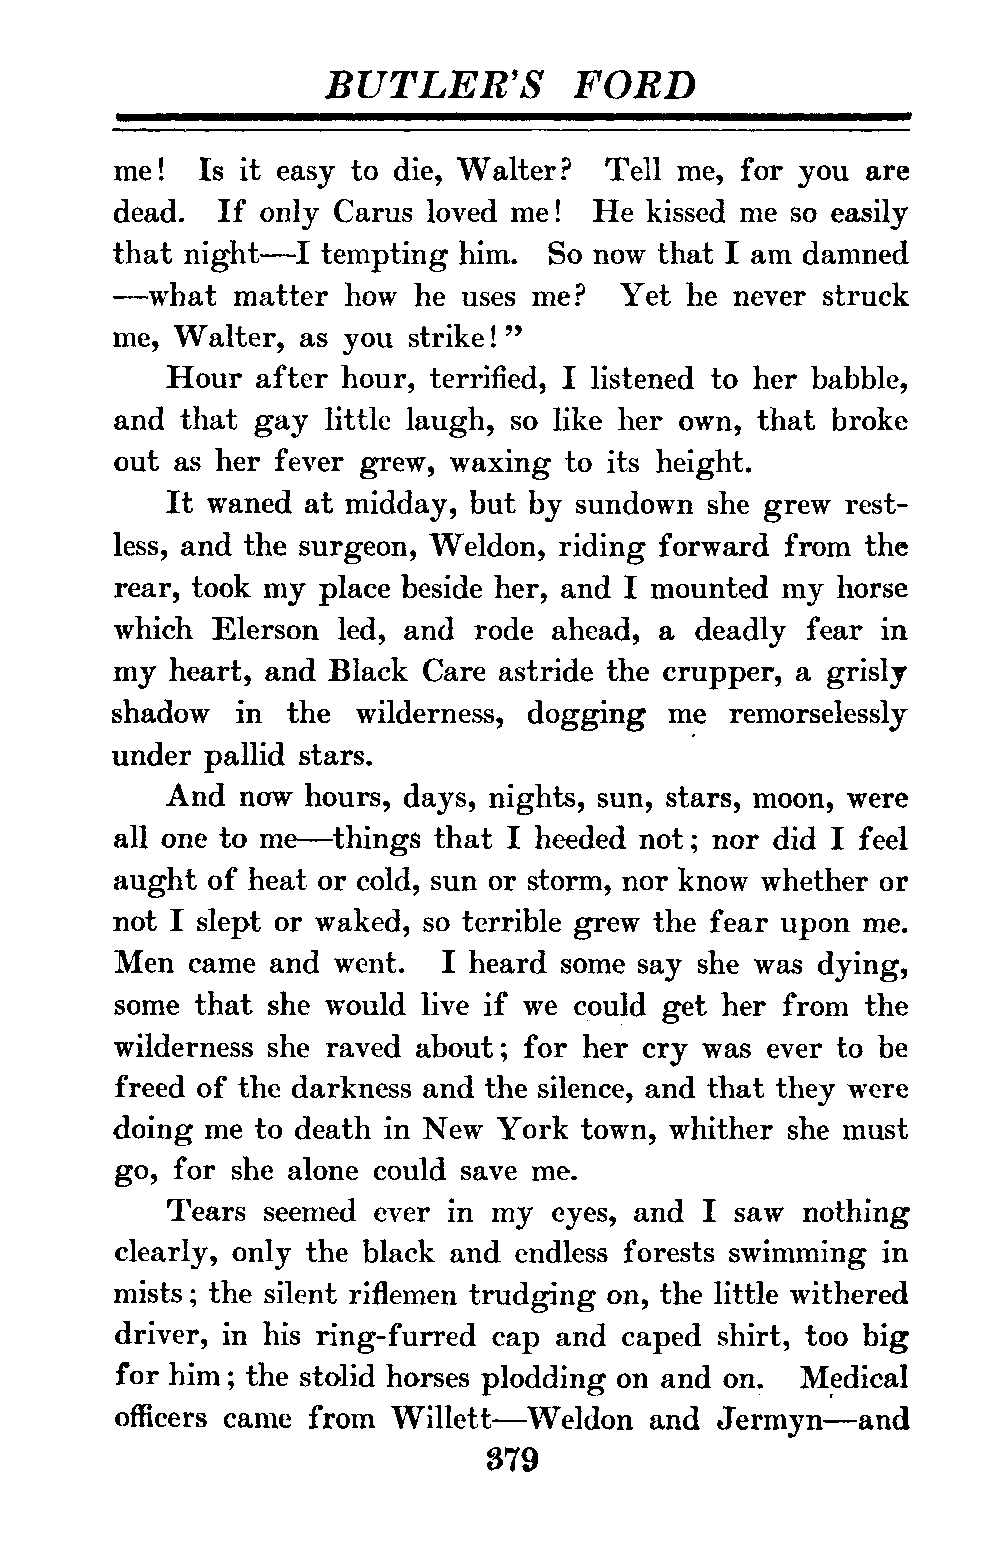 BUTLER'S FORD
me! Is it easy to die, Walter? Tell me, for you are
dead. If only Carus loved me! He kissed me so easily
that night—I tempting him. So now that I am damned
—what matter how he uses me? Yet he never struck
me, Walter, as you strike!"
Hour after hour, terrified, I listened to her babble,
and that gay little laugh, so like her own, that broke
out as her fever grew, waxing to its height.
It waned at midday, but by sundown she grew rest-
less, and the surgeon, Weldon, riding forward from the
rear, took my place beside her, and I mounted my horse
which Elerson led, and rode ahead, a deadly fear in
my heart, and Black Care astride the crupper, a grisly
shadow in the wilderness, dogging me remorselessly
under pallid stars.
And now hours, days, nights, sun, stars, moon, were
all one to me—things that I heeded not; nor did I feel
aught of heat or cold, sun or storm, nor know whether or
not I slept or waked, so terrible grew the fear upon me.
Men came and went. I heard some say she was dying,
some that she would live if we could get her from the
wilderness she raved about; for her cry was ever to be
freed of the darkness and the silence, and that they were
doing me to death in New York town, whither she must
go, for she alone could save me.
Tears seemed ever in my eyes, and I saw nothing
clearly, only the black and endless forests swimming in
mists; the silent riflemen trudging on, the little withered
driver, in his ring-furred cap and caped shirt, too big
for him; the stolid horses plodding on and on. Medical
officers came from Willett—Weldon and Jermyn—and
379